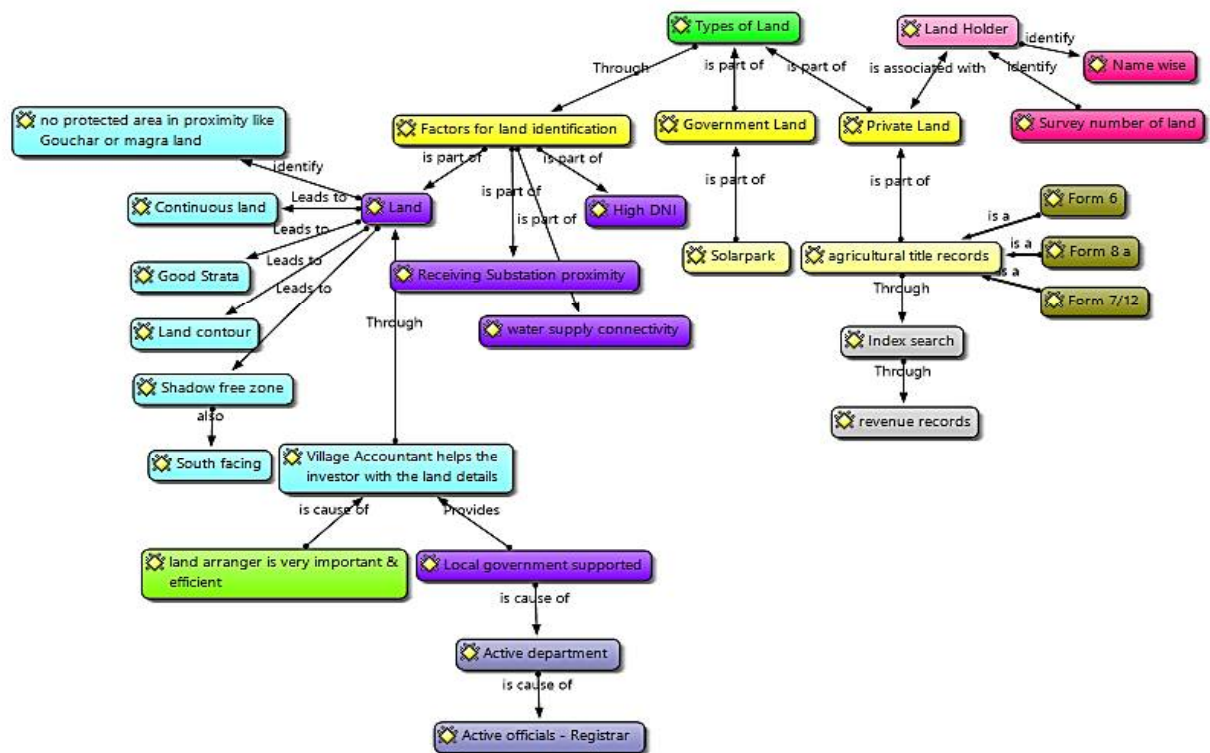 Types of Land
Land Holder
identify
Through
is part of
is part of
is associated with
identify
Name wise
no protected area in proximity like
Gouchar or magra land
Factors for land identification
Government Land
Private Land
Survey number of land
identify
is part of
is part of
is part of
is part of
is part of
is part of
Continuous land
Leads to
Land
High DNI
Form 6
is a
Leads to
Solarpark
agricultural title records
is a
Form 8 a
Good Strata
Leads to
Receiving Substation proximity
is a
Leads to
Through
Form 7/12
Land contour
Through
water supply connectivity
Index search
Through
Shadow free zone
also
revenue records
South facing
Village Accountant helps the
investor with the land details
is cause of
Provides
land arranger is very important &
efficient
Local government supported
is cause of
Active department
is cause of
Active officials - Registrar